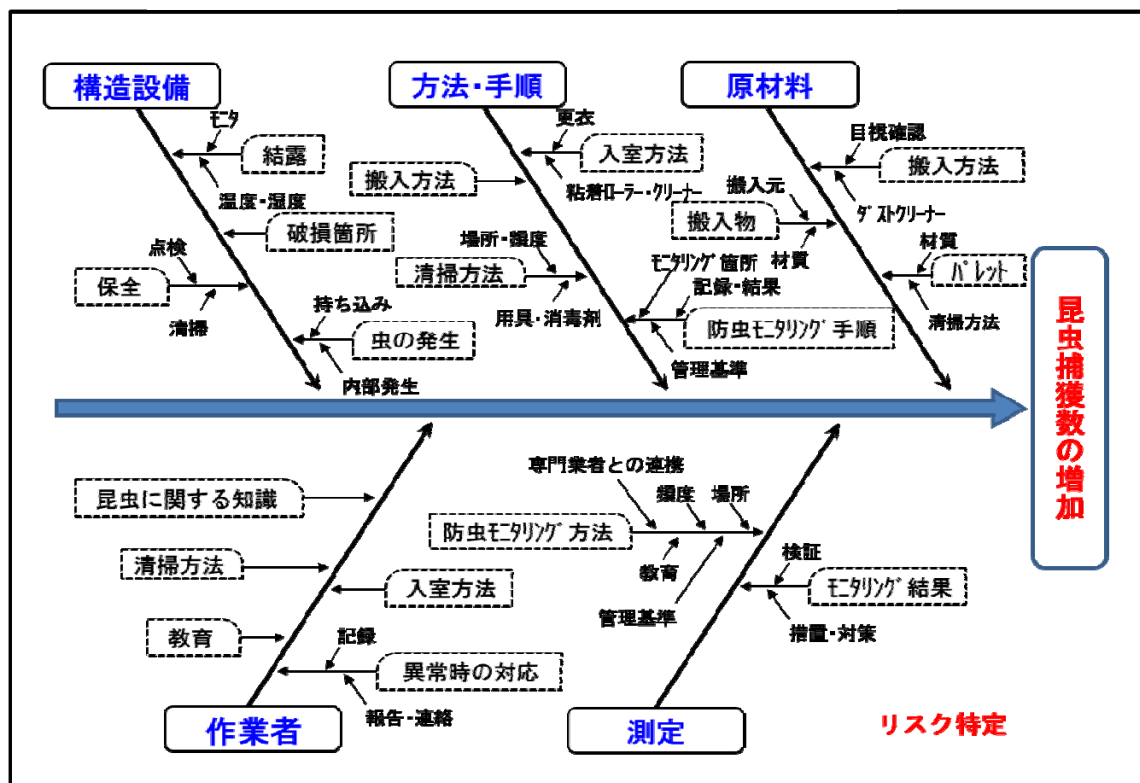 構造設備
方法・手順
原材料
ﾓﾆﾀ
結露
温度・湿度
破損箇所
点検
保全
清掃
持ち込み
虫の発生
内部発生
更衣
入室方法
搬入方法
粘着ﾛｰﾗｰ・ｸﾘｰﾅｰ
場所・頻度
清掃方法
用具・消毒剤
ﾓﾆﾀﾘﾝｸﾞ箇所
記録・結果
防虫ﾓﾆﾀﾘﾝｸﾞ手順
管理基準
目視確認
搬入方法
ﾀﾞｽﾄｸﾘｰﾅｰ
搬入元
搬入物
材質
材質
ﾊﾟﾚｯﾄ
清掃方法
昆虫捕獲数の増加
昆虫に関する知識
清掃方法
入室方法
教育
記録
異常時の対応
報告・連絡
作業者
専門業者との連携
頻度
場所
防虫ﾓﾆﾀﾘﾝｸﾞ方法
教育
管理基準
検証
ﾓﾆﾀﾘﾝｸﾞ結果
措置・対策
測定
リスク特定